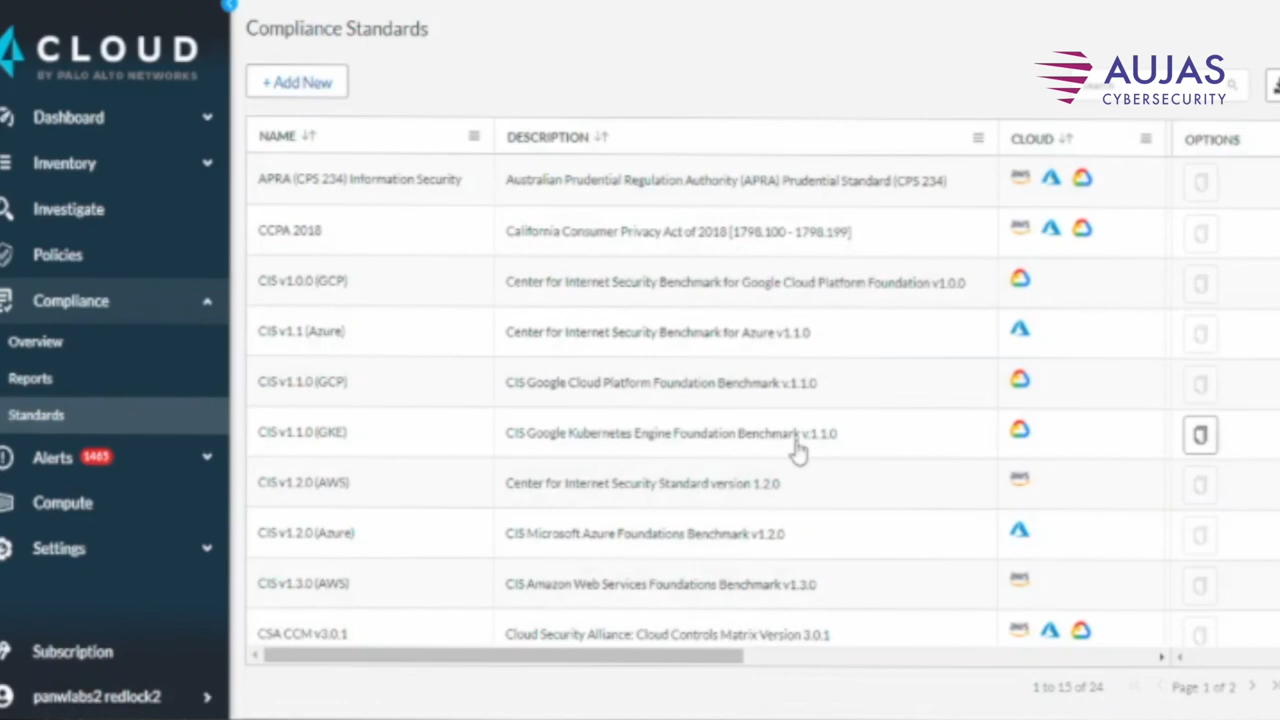 CLOUD
BY PALO ALTO NETWORKS
Dashboard
Inventory
Investigate
Policies
Compliance
Overview
Reports
Standards
Alerts 1465
Compute
Settings
Subscription
panwlabs2 redlock2
Compliance Standards
+ Add New
AUJAS
CYBERSECURITY
NAME DESCRIPTION CLOUD OPTIONS
APRA (CPS 234) Information Security Australian Prudential Regulation Authority (APRA) Prudential Standard (CPS 234) aws
CCPA 2018 California Consumer Privacy Act of 2018 [1798.100 - 1798.199] aws
CIS v1.0.0 (GCP) Center for Internet Security Benchmark for Google Cloud Platform Foundation v1.0.0
CIS v1.1 (Azure) Center for Internet Security Benchmark for Azure v1.1.0
CIS v1.1.0 (GCP) CIS Google Cloud Platform Foundation Benchmark v.1.1.0
CIS v1.1.0 (GKE) CIS Google Kubernetes Engine Foundation Benchmark v.1.1.0
CIS v1.2.0 (AWS) Center for Internet Security Standard version 1.2.0 aws
CIS v1.2.0 (Azure) CIS Microsoft Azure Foundations Benchmark v1.2.0
CIS v1.3.0 (AWS) CIS Amazon Web Services Foundations Benchmark v1.3.0 aws
CSA CCM v3.0.1 Cloud Security Alliance: Cloud Controls Matrix Version 3.0.1 aws
1 to 15 of 24 Page 1 of 2